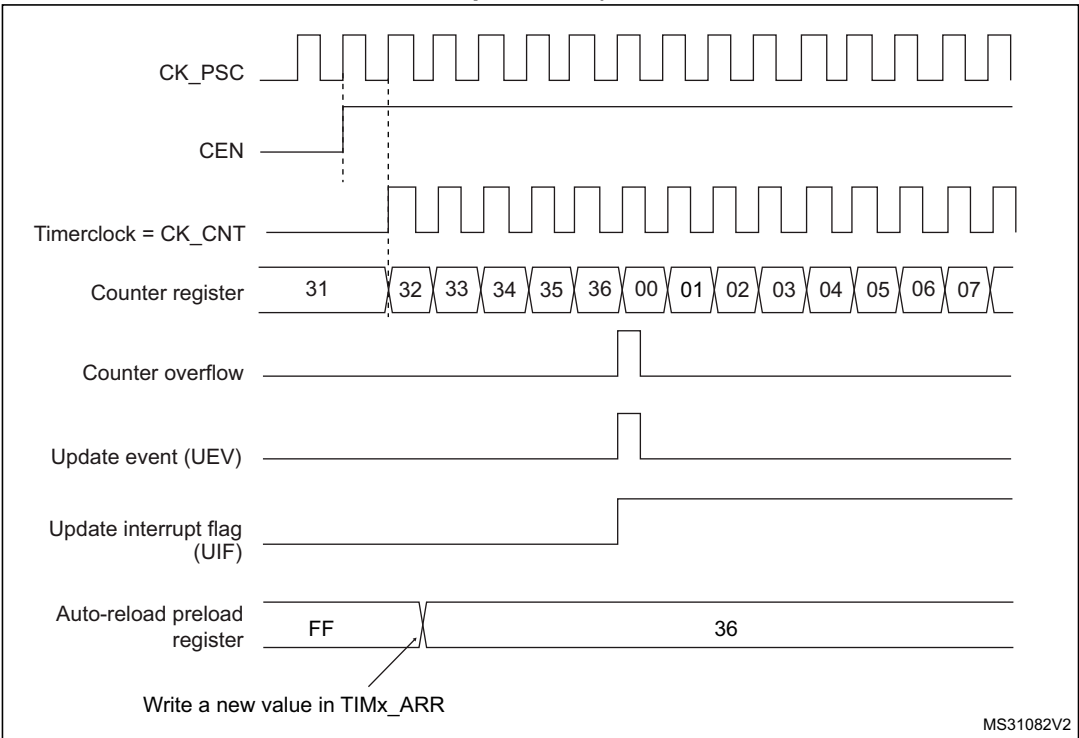 CK_PSC
CEN
Timerclock = CK_CNT
Counter register 31 32 33 34 35 36 00 01 02 03 04 05 06 07
Counter overflow
Update event (UEV)
Update interrupt flag
(UIF)
Auto-reload preload
register FF 36
Write a new value in TIMx_ARR
MS31082V2